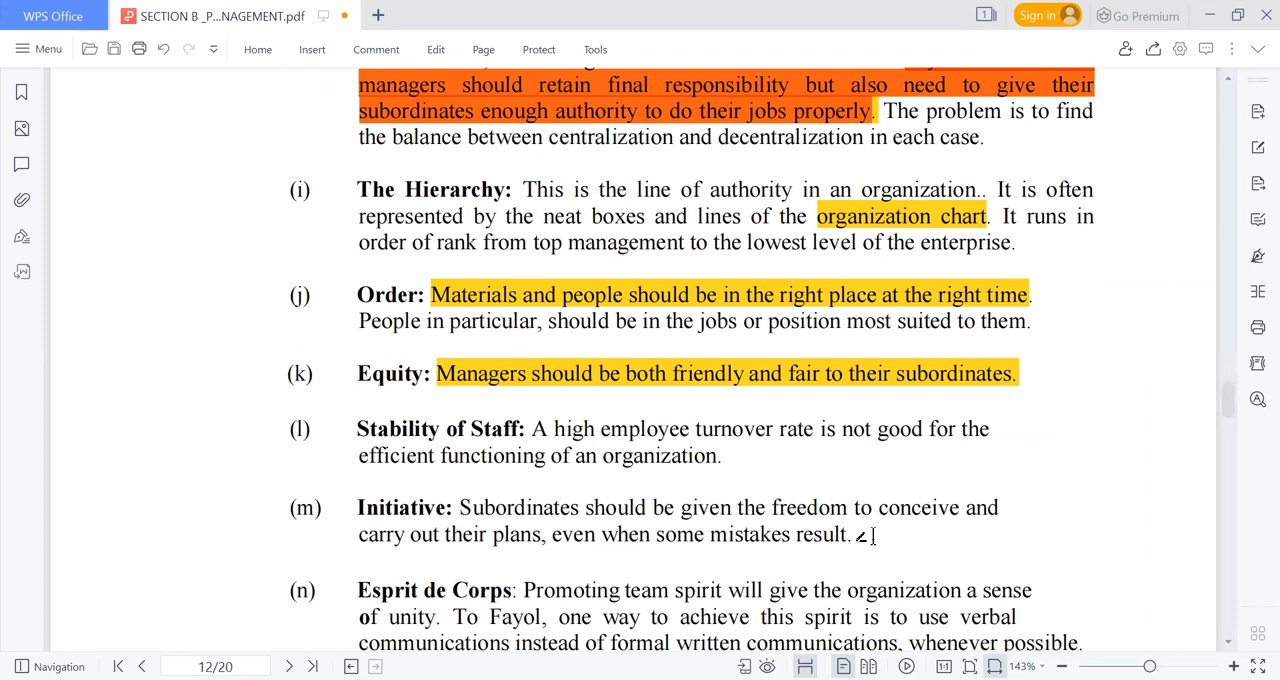 WPS Office
SECTION B _P...NAGEMENT.pdf
1
Sign in
Go Premium
Menu
Home
Insert
Comment
Edit
Page
Protect
Tools
managers should retain final responsibility but also need to give their
subordinates enough authority to do their jobs properly. The problem is to find
the balance between centralization and decentralization in each case.
(i) The Hierarchy: This is the line of authority in an organization.. It is often
represented by the neat boxes and lines of the organization chart. It runs in
order of rank from top management to the lowest level of the enterprise.
(j) Order: Materials and people should be in the right place at the right time.
People in particular, should be in the jobs or position most suited to them.
(k) Equity: Managers should be both friendly and fair to their subordinates.
(l) Stability of Staff: A high employee turnover rate is not good for the
efficient functioning of an organization.
(m) Initiative: Subordinates should be given the freedom to conceive and
carry out their plans, even when some mistakes result.
(n) Esprit de Corps: Promoting team spirit will give the organization a sense
of unity. To Fayol, one way to achieve this spirit is to use verbal
communications instead of formal written communications, whenever possible.
Navigation
12/20
1:1
143%